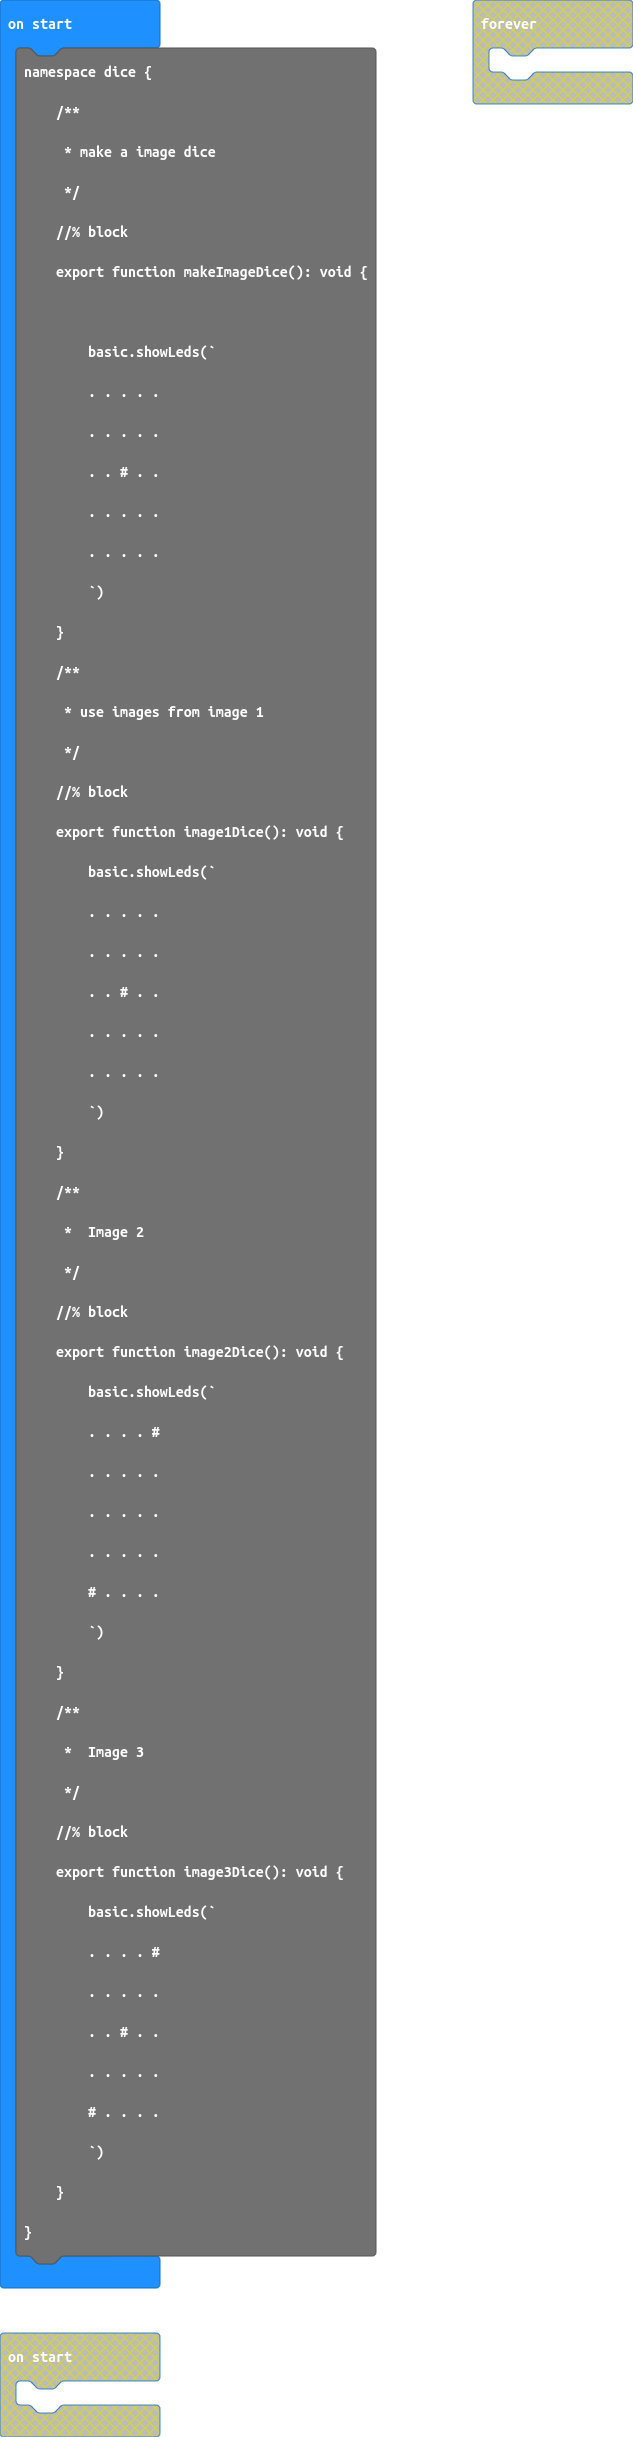 on start
forever
namespace dice {
    /**
     * make a image dice
     */
    //% block
    export function makeImageDice(): void {

        basic.showLeds(`
        . . . . .
        . . . . .
        . . # . .
        . . . . .
        . . . . .
        `)
    }
    /**
     * use images from image 1
     */
    //% block
    export function image1Dice(): void {
        basic.showLeds(`
        . . . . .
        . . . . .
        . . # . .
        . . . . .
        . . . . .
        `)
    }
    /**
     *  Image 2
     */
    //% block
    export function image2Dice(): void {
        basic.showLeds(`
        . . . . #
        . . . . .
        . . . . .
        . . . . .
        # . . . .
        `)
    }
    /**
     *  Image 3
     */
    //% block
    export function image3Dice(): void {
        basic.showLeds(`
        . . . . #
        . . . . .
        . . # . .
        . . . . .
        # . . . .
        `)
    }
}
on start